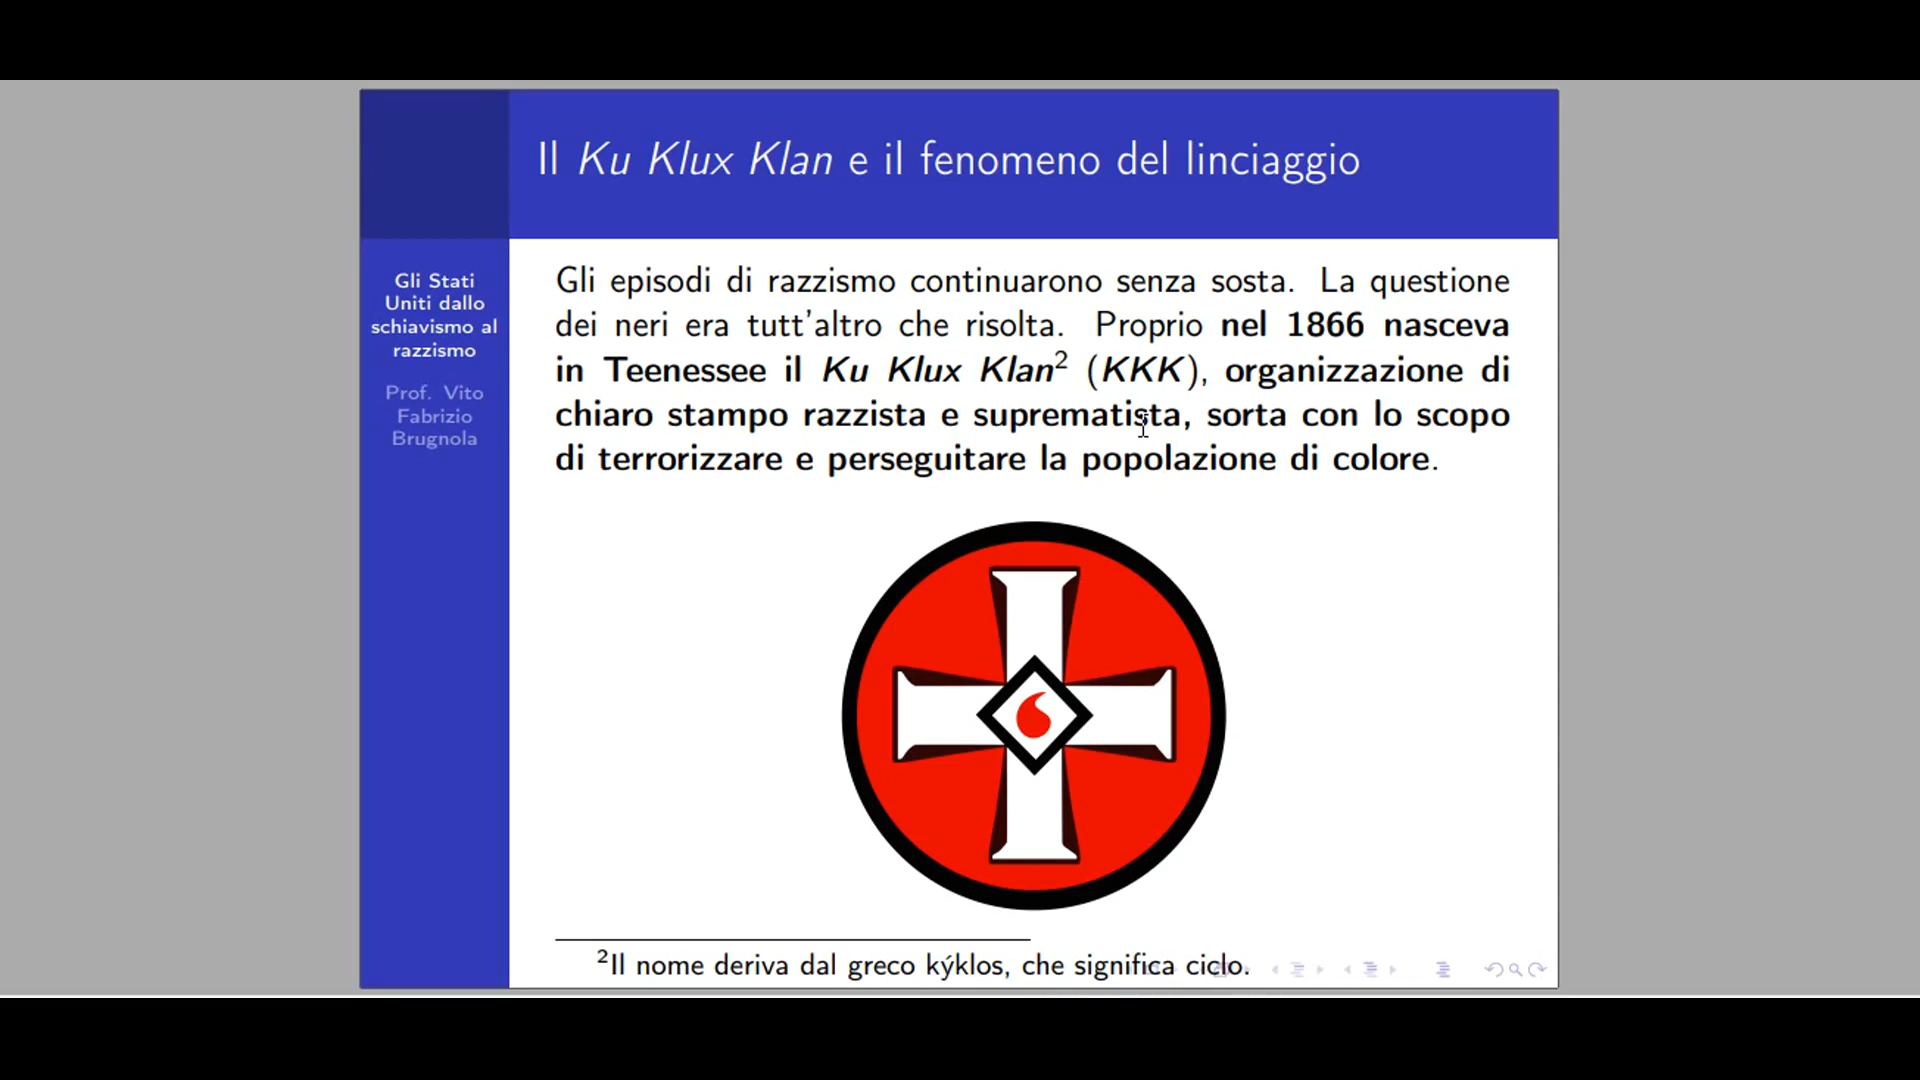 Il Ku Klux Klan e il fenomeno del linciaggio
Gli Stati
Uniti dallo
schiavismo al
razzismo
Prof. Vito
Fabrizio
Brugnola
Gli episodi di razzismo continuarono senza sosta. La questione
dei neri era tutt'altro che risolta. Proprio nel 1866 nasceva
in Teenessee il Ku Klux Klan² (KKK), organizzazione di
chiaro stampo razzista e suprematista, sorta con lo scopo
di terrorizzare e perseguitare la popolazione di colore.
²Il nome deriva dal greco kýklos, che significa ciclo.